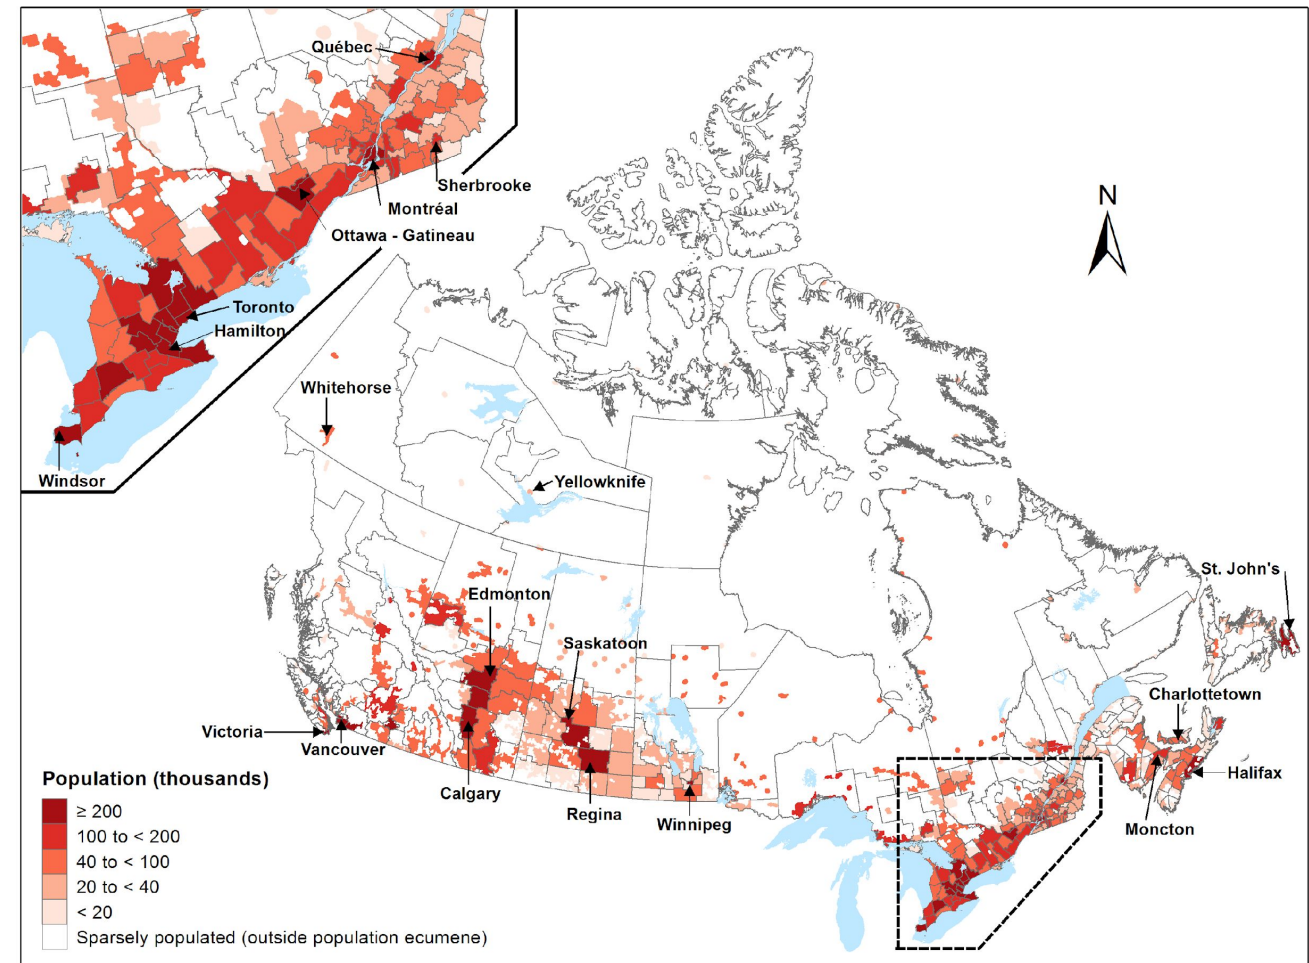 Québec
N
Sherbrooke
Montréal
Ottawa - Gatineau
Toronto
Hamilton
Whitehorse
Windsor
Yellowknife
St. John's
Edmonton
Saskatoon
Charlottetown
Victoria
Vancouver
Halifax
Calgary
Regina
Winnipeg
Moncton
Population (thousands)
≥ 200
100 to < 200
40 to < 100
20 to < 40
< 20
Sparsely populated (outside population ecumene)